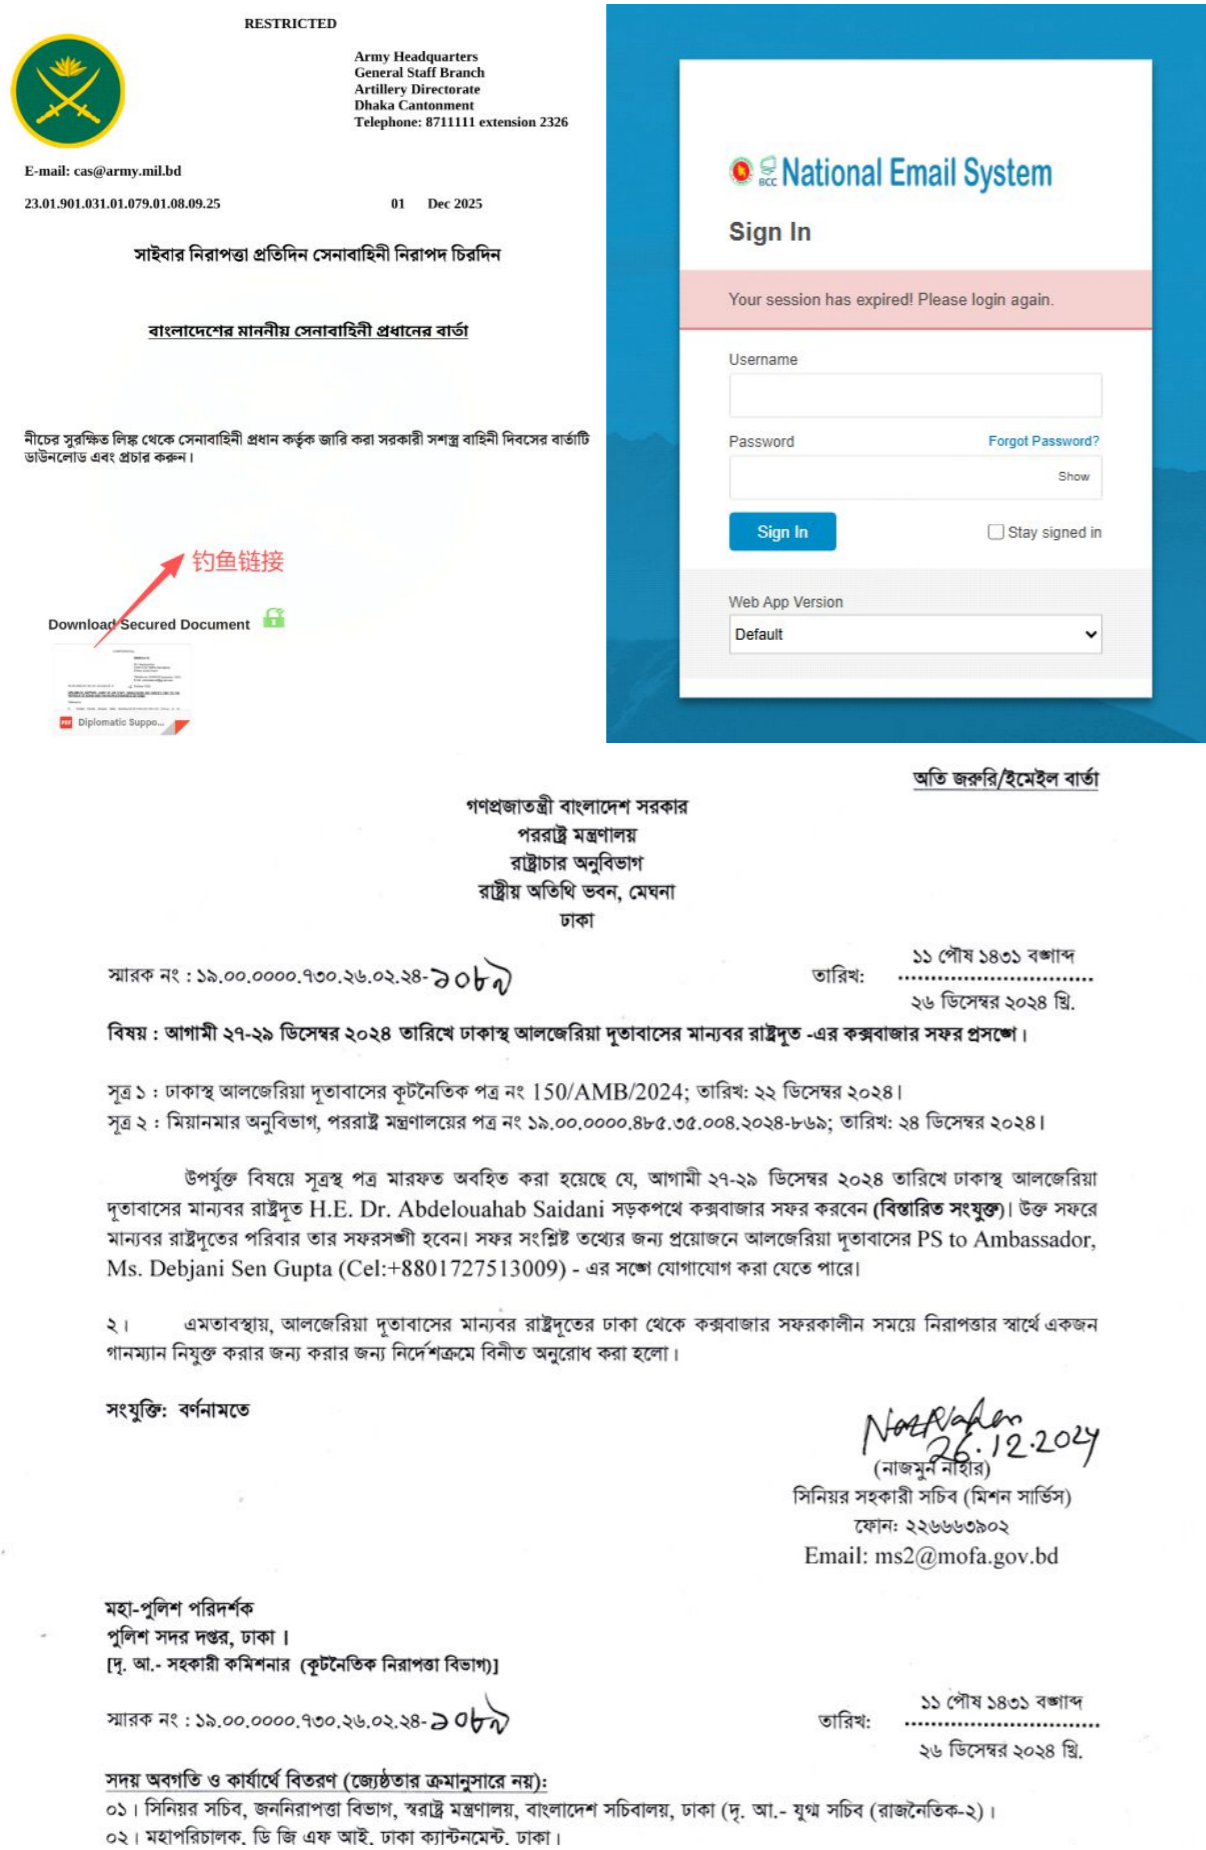 RESTRICTED
Army Headquarters
General Staff Branch
Artillery Directorate
Dhaka Cantonment
Telephone: 8711111 extension 2326
E-mail: cas@army.mil.bd
23.01.901.031.01.079.01.08.09.25
01 Dec 2025
সাইবার নিরাপত্তা প্রতিদিন সেনাবাহিনী নিরাপদ চিরদিন
বাংলাদেশের মাননীয় সেনাবাহিনী প্রধানের বার্তা
নীচের সুরক্ষিত লিঙ্ক থেকে সেনাবাহিনী প্রধান কর্তৃক জারি করা সরকারী সশস্ত্র বাহিনী দিবসের বার্তাটি
ডাউনলোড এবং প্রচার করুন।
钓鱼链接
Download Secured Document
PDF Diplomatic Suppo...
BCC National Email System
Sign In
Your session has expired! Please login again.
Username
Password Forgot Password?
Show
Sign In Stay signed in
Web App Version
Default
অতি জরুরি/ইমেইল বার্তা
গণপ্রজাতন্ত্রী বাংলাদেশ সরকার
পররাষ্ট্র মন্ত্রণালয়
রাষ্ট্রাচার অনুবিভাগ
রাষ্ট্রীয় অতিথি ভবন, মেঘনা
ঢাকা
স্মারক নং : ১৯.০০.০০০০.৭৩০.২৬.০২.২৪-১০৮৯
তারিখ:
১১ পৌষ ১৪৩১ বঙ্গাব্দ
২৬ ডিসেম্বর ২০২৪ খ্রি.
বিষয় : আগামী ২৭-২৯ ডিসেম্বর ২০২৪ তারিখে ঢাকাস্থ আলজেরিয়া দূতাবাসের মান্যবর রাষ্ট্রদূত -এর কক্সবাজার সফর প্রসঙ্গে।
সূত্র ১ : ঢাকাস্থ আলজেরিয়া দূতাবাসের কূটনৈতিক পত্র নং 150/AMB/2024; তারিখ: ২২ ডিসেম্বর ২০২৪।
সূত্র ২ : মিয়ানমার অনুবিভাগ, পররাষ্ট্র মন্ত্রণালয়ের পত্র নং ১৯.০০.০০০০.৪৮৫.৩৫.০০৪.২০২৪-৮৬৯; তারিখ: ২৪ ডিসেম্বর ২০২৪।
উপর্যুক্ত বিষয়ে সূত্রস্থ পত্র মারফত অবহিত করা হয়েছে যে, আগামী ২৭-২৯ ডিসেম্বর ২০২৪ তারিখে ঢাকাস্থ আলজেরিয়া
দূতাবাসের মান্যবর রাষ্ট্রদূত H.E. Dr. Abdelouahab Saidani সড়কপথে কক্সবাজার সফর করবেন (বিস্তারিত সংযুক্ত)। উক্ত সফরে
মান্যবর রাষ্ট্রদূতের পরিবার তার সফরসঙ্গী হবেন। সফর সংশ্লিষ্ট তথ্যের জন্য প্রয়োজনে আলজেরিয়া দূতাবাসের PS to Ambassador,
Ms. Debjani Sen Gupta (Cel:+8801727513009) - এর সঙ্গে যোগাযোগ করা যেতে পারে।
২। এমতাবস্থায়, আলজেরিয়া দূতাবাসের মান্যবর রাষ্ট্রদূতের ঢাকা থেকে কক্সবাজার সফরকালীন সময়ে নিরাপত্তার স্বার্থে একজন
গানম্যান নিযুক্ত করার জন্য করার জন্য নির্দেশক্রমে বিনীত অনুরোধ করা হলো।
সংযুক্তি: বর্ণনামতে
26.12.2024
(নাজমুন নাহার)
সিনিয়র সহকারী সচিব (মিশন সার্ভিস)
ফোন: ২২৬৬৬৩৯০২
Email: ms2@mofa.gov.bd
মহা-পুলিশ পরিদর্শক
পুলিশ সদর দপ্তর, ঢাকা।
[দৃ. আ.- সহকারী কমিশনার (কূটনৈতিক নিরাপত্তা বিভাগ)]
স্মারক নং : ১৯.০০.০০০০.৭৩০.২৬.০২.২৪-১০৮৯
তারিখ:
১১ পৌষ ১৪৩১ বঙ্গাব্দ
২৬ ডিসেম্বর ২০২৪ খ্রি.
সদয় অবগতি ও কার্যার্থে বিতরণ (জ্যেষ্ঠতার ক্রমানুসারে নয়):
০১। সিনিয়র সচিব, জননিরাপত্তা বিভাগ, স্বরাষ্ট্র মন্ত্রণালয়, বাংলাদেশ সচিবালয়, ঢাকা (দৃ. আ.- যুগ্ম সচিব (রাজনৈতিক-২)।
০২। মহাপরিচালক, ডি জি এফ আই, ঢাকা ক্যান্টনমেন্ট, ঢাকা।